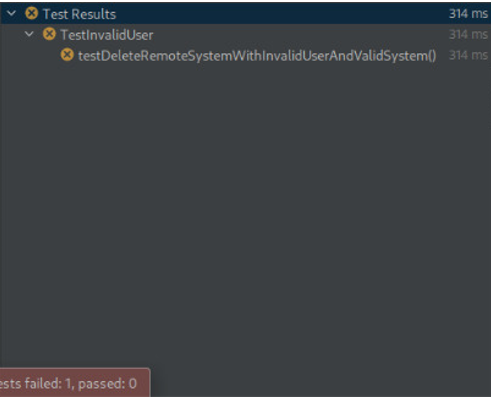 Test Results 314 ms
TestInvalidUser 314 ms
testDeleteRemoteSystemWithInvalidUserAndValidSystem() 314 ms
ests failed: 1, passed: 0